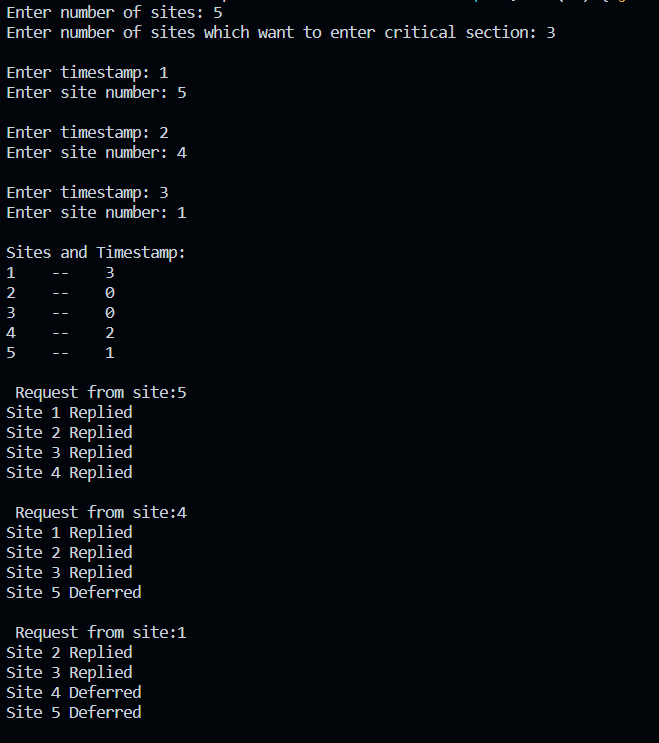 Enter number of sites: 5
Enter number of sites which want to enter critical section: 3
Enter timestamp: 1
Enter site number: 5
Enter timestamp: 2
Enter site number: 4
Enter timestamp: 3
Enter site number: 1
Sites and Timestamp:
1    --    3
2    --    0
3    --    0
4    --    2
5    --    1
 Request from site:5
Site 1 Replied
Site 2 Replied
Site 3 Replied
Site 4 Replied
 Request from site:4
Site 1 Replied
Site 2 Replied
Site 3 Replied
Site 5 Deferred
 Request from site:1
Site 2 Replied
Site 3 Replied
Site 4 Deferred
Site 5 Deferred